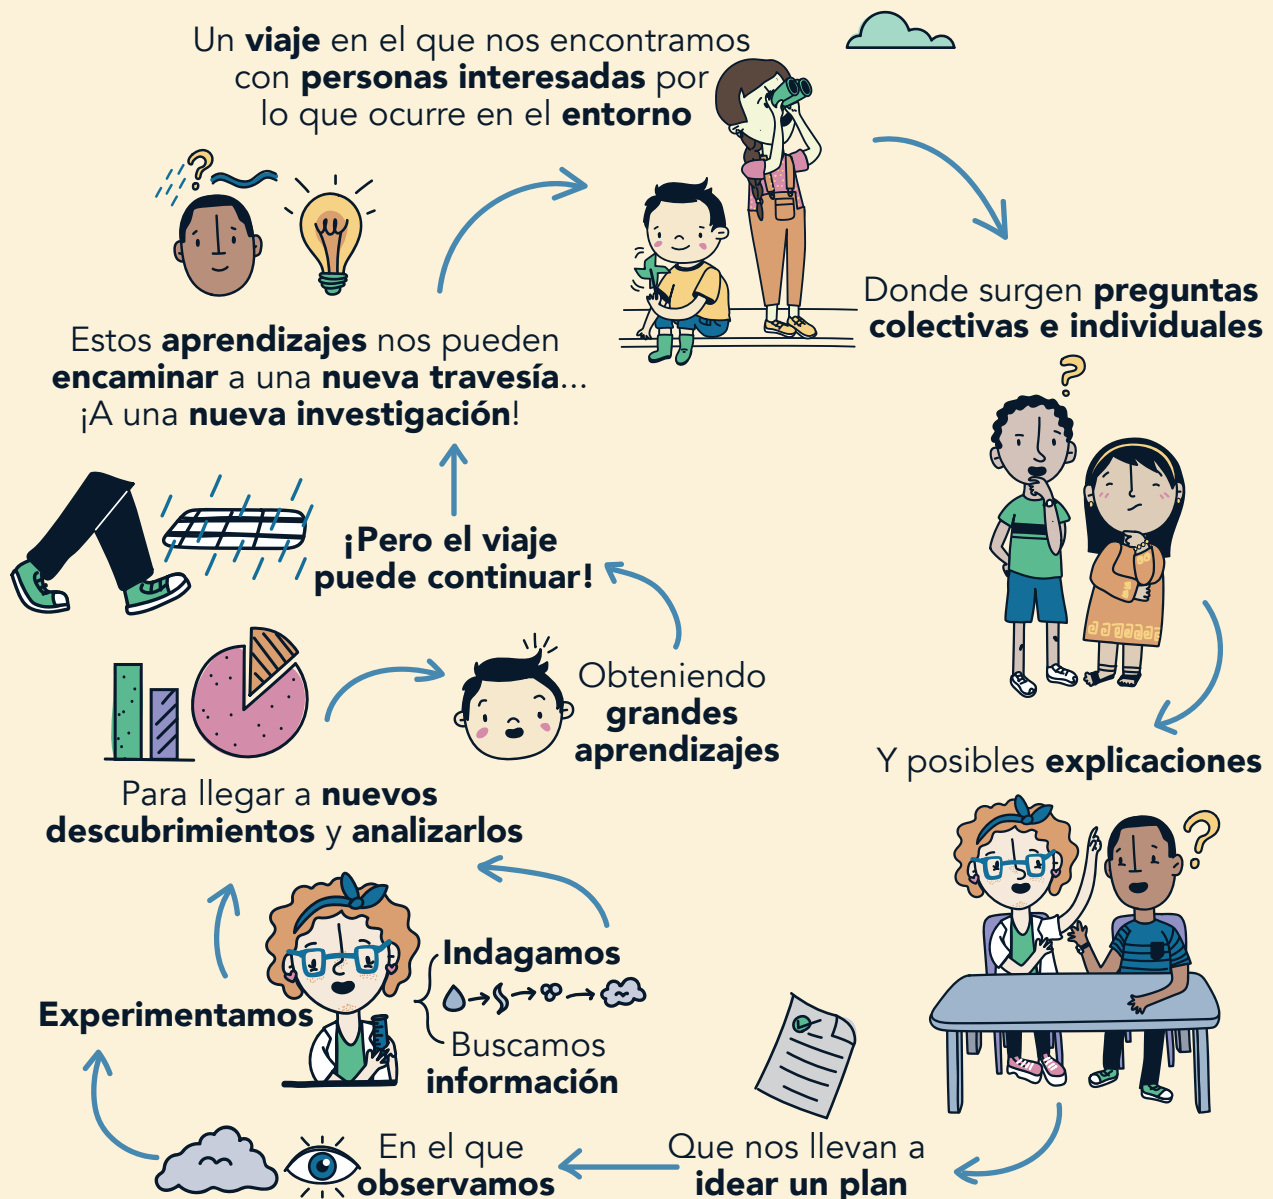 Un viaje en el que nos encontramos
con personas interesadas por
lo que ocurre en el entorno
Donde surgen preguntas
colectivas e individuales
Y posibles explicaciones
Que nos llevan a
idear un plan
En el que
observamos
Experimentamos
Indagamos
Buscamos
información
Para llegar a nuevos
descubrimientos y analizarlos
Obteniendo
grandes
aprendizajes
¡Pero el viaje
puede continuar!
Estos aprendizajes nos pueden
encaminar a una nueva travesía...
¡A una nueva investigación!